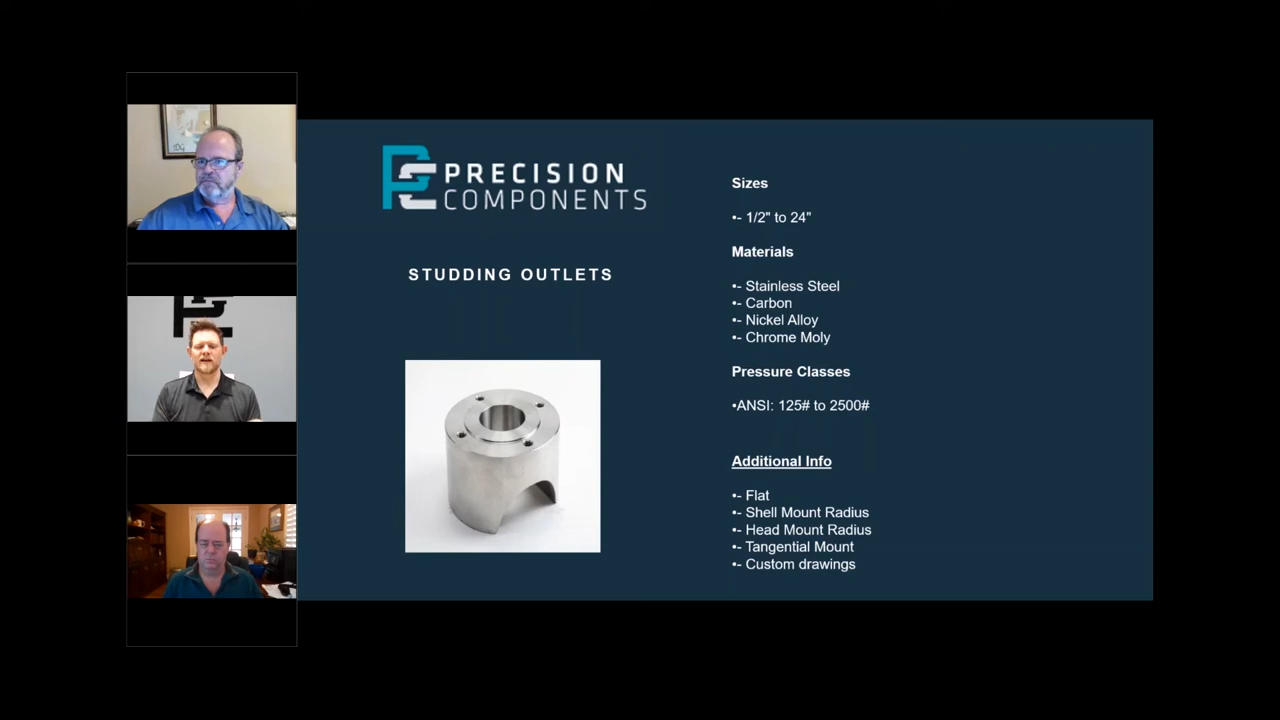 PRECISION
COMPONENTS
STUDDING OUTLETS
Sizes
•- 1/2" to 24"
Materials
•- Stainless Steel
•- Carbon
•- Nickel Alloy
•- Chrome Moly
Pressure Classes
•ANSI: 125# to 2500#
Additional Info
•- Flat
•- Shell Mount Radius
•- Head Mount Radius
•- Tangential Mount
•- Custom drawings